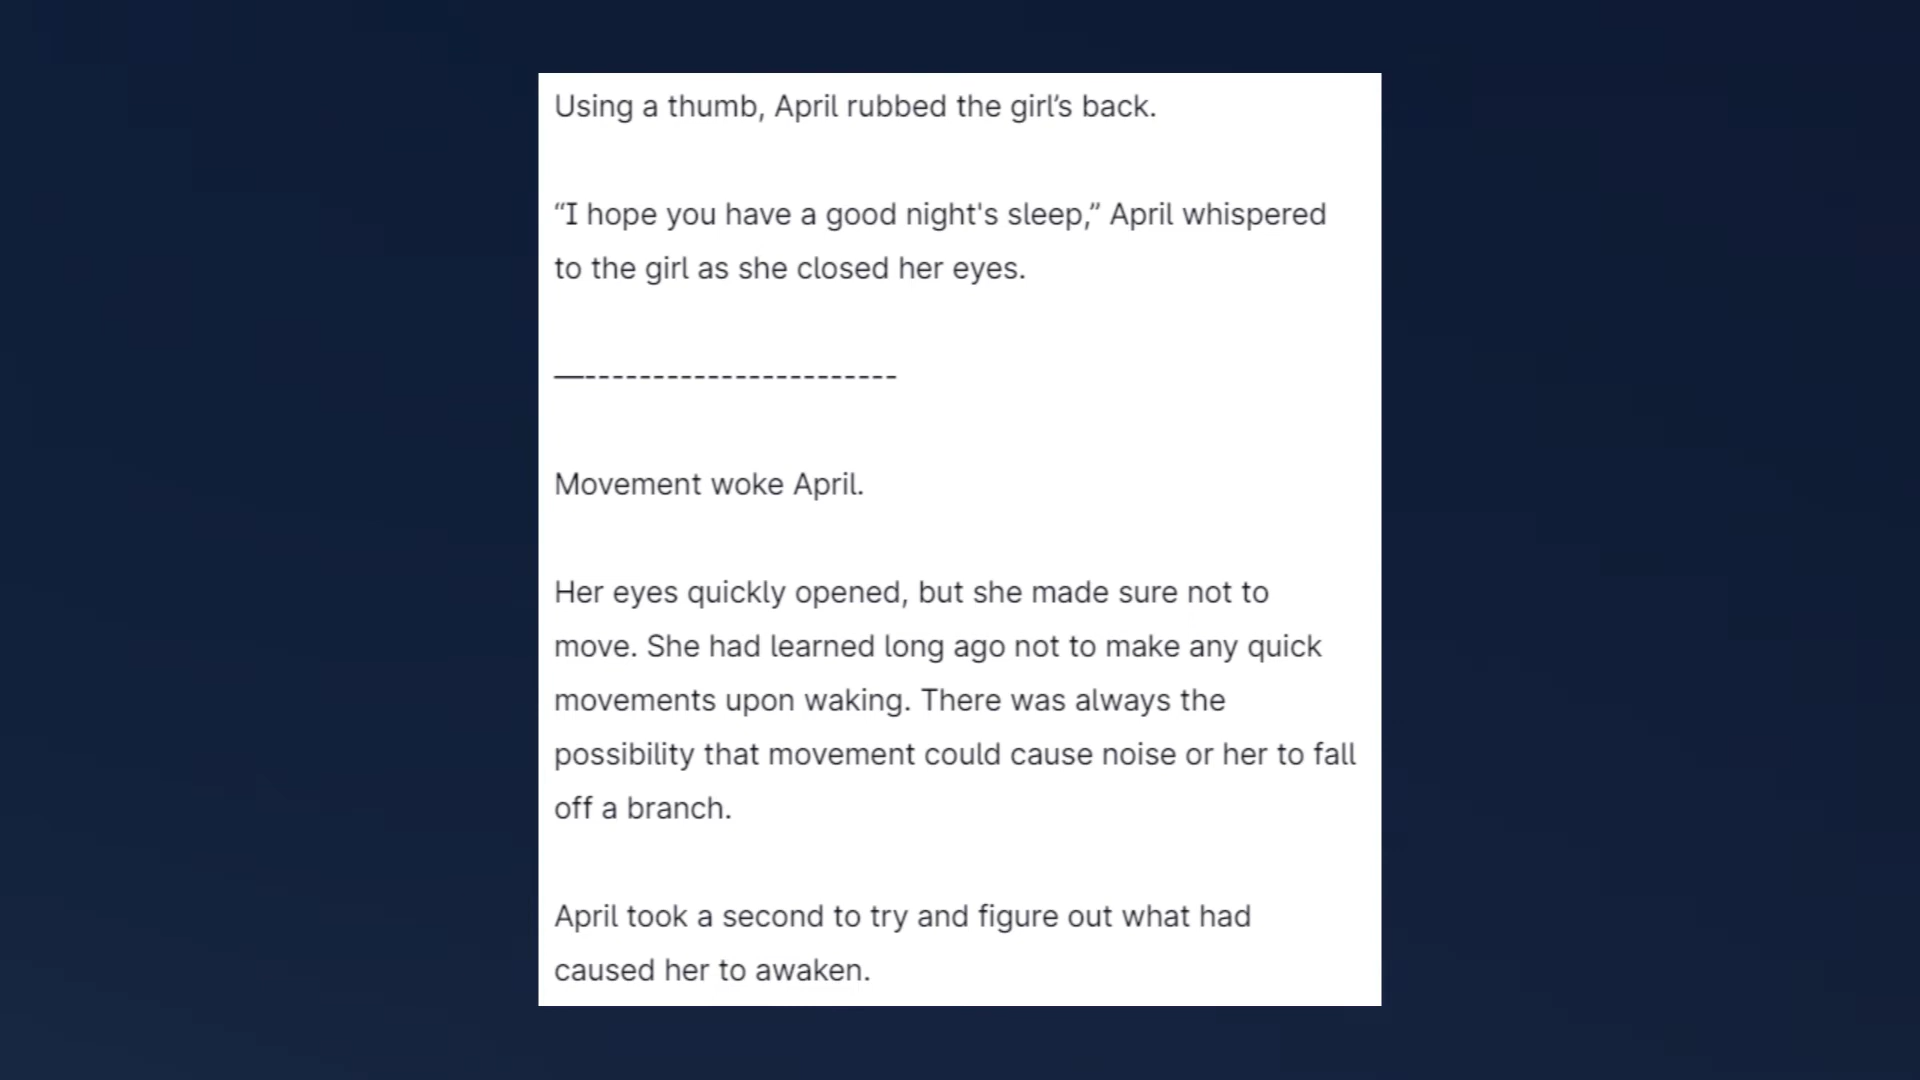 Using a thumb, April rubbed the girl’s back.
“I hope you have a good night's sleep,” April whispered
to the girl as she closed her eyes.
—-----------------------
Movement woke April.
Her eyes quickly opened, but she made sure not to
move. She had learned long ago not to make any quick
movements upon waking. There was always the
possibility that movement could cause noise or her to fall
off a branch.
April took a second to try and figure out what had
caused her to awaken.